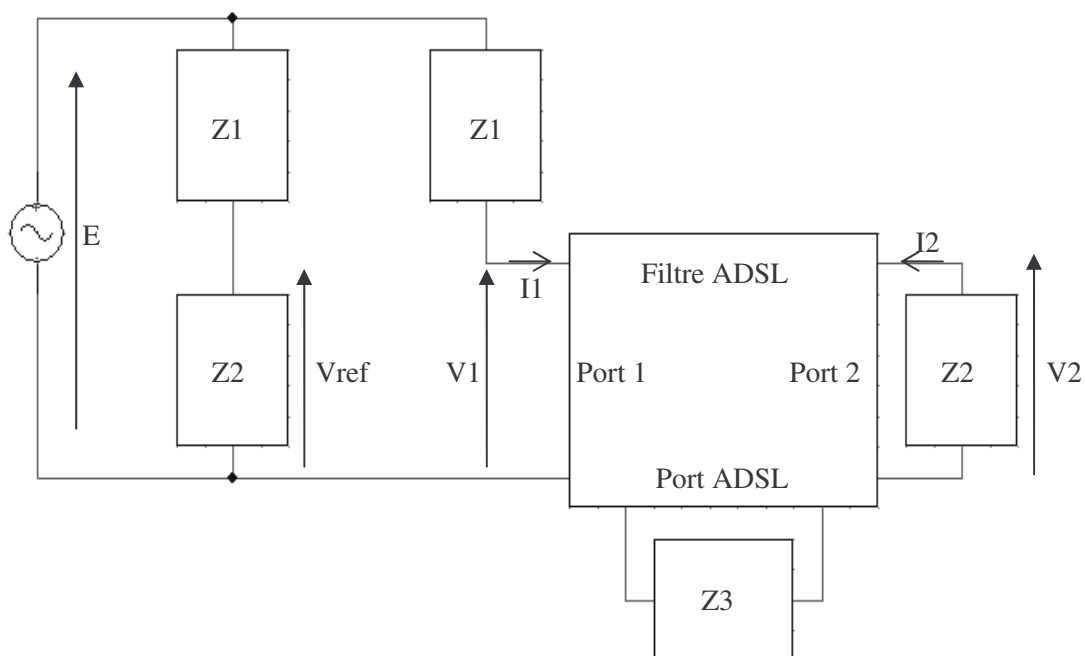 Z1
Z1
E
I2
Filtre ADSL
I1
Z2
Vref
V1
Port 1
Port 2
Z2
V2
Port ADSL
Z3